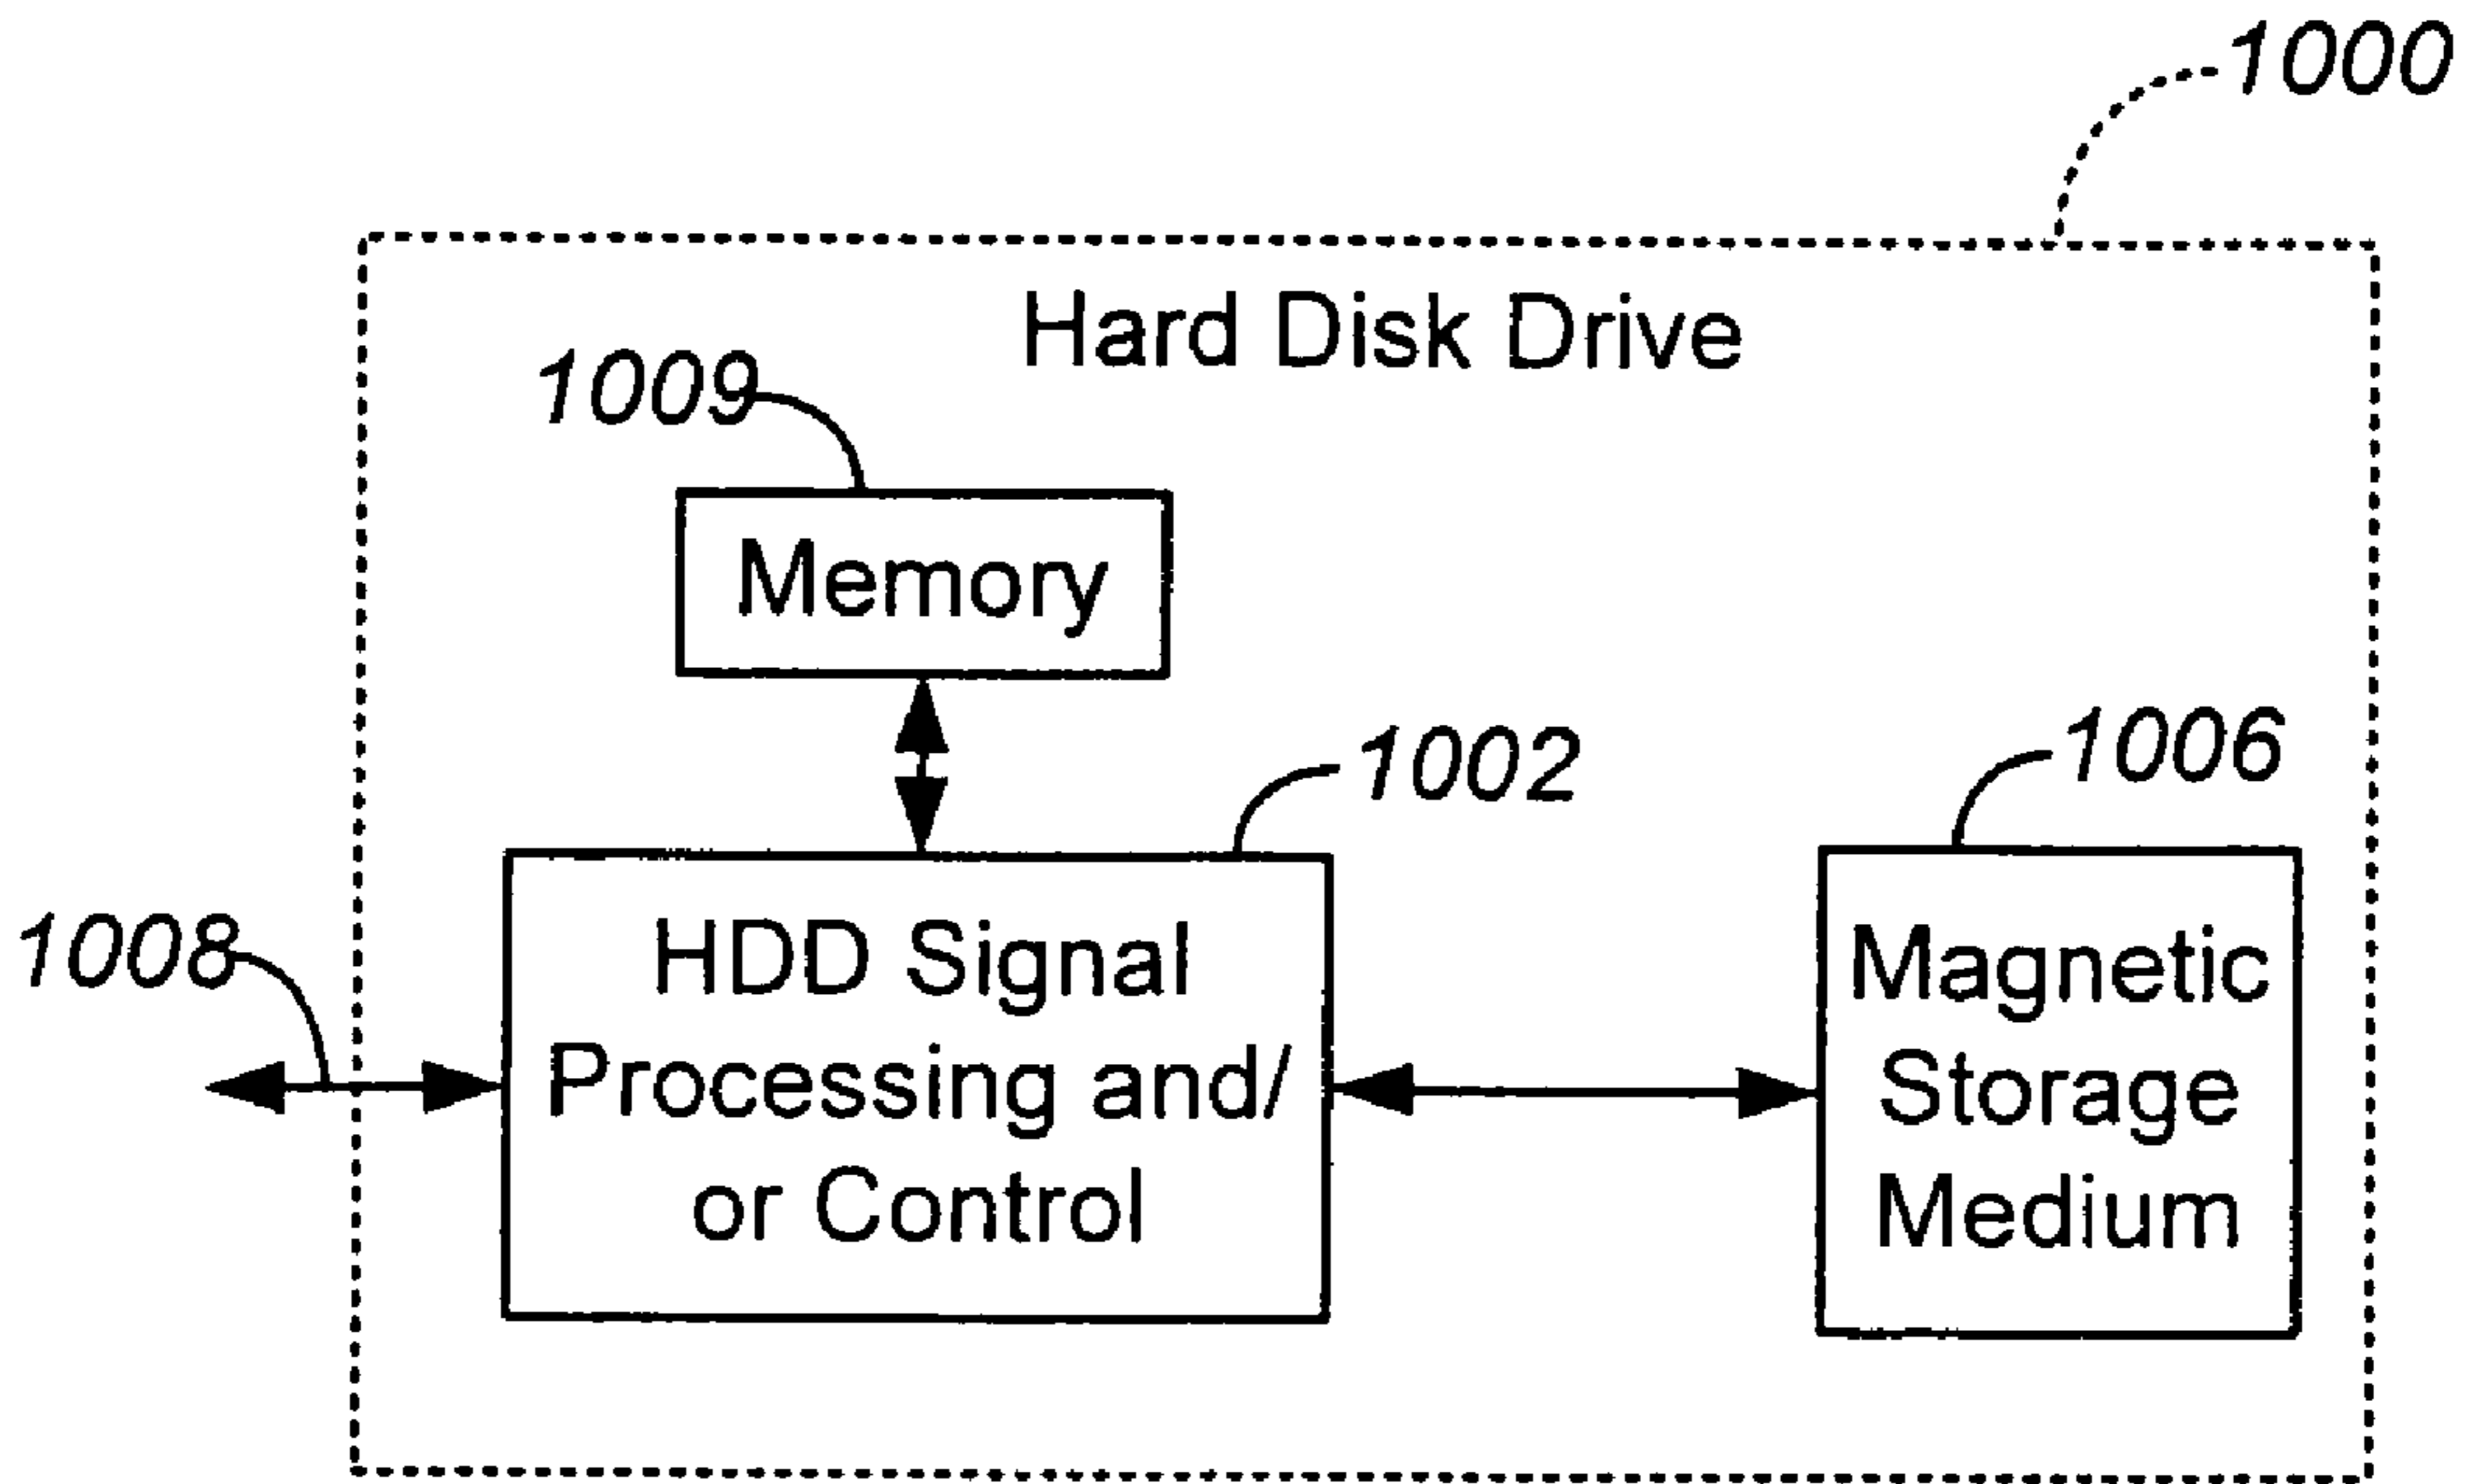 1000
Hard Disk Drive
1009
Memory
1002
1006
1008
HDD Signal
Processing and/
or Control
Magnetic
Storage
Medium